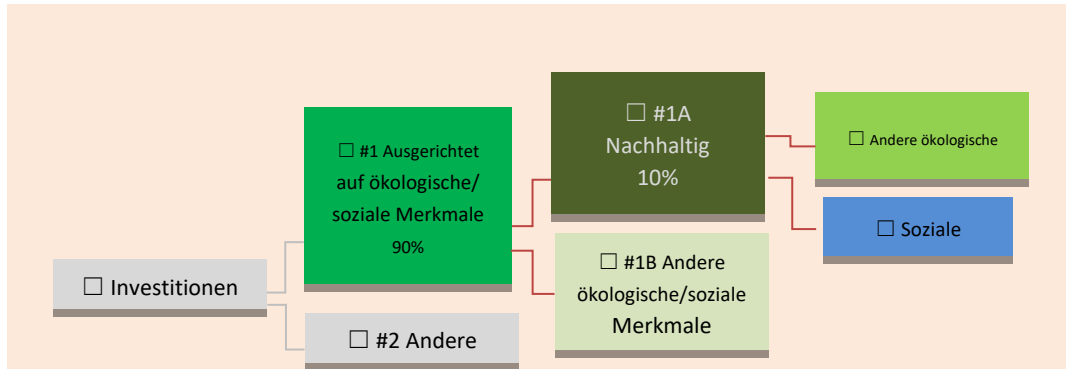 ☐ Investitionen
☐ #1 Ausgerichtet
auf ökologische/
soziale Merkmale
90%
☐ #2 Andere
☐ #1A
Nachhaltig
10%
☐ #1B Andere
ökologische/soziale
Merkmale
☐ Andere ökologische
☐ Soziale